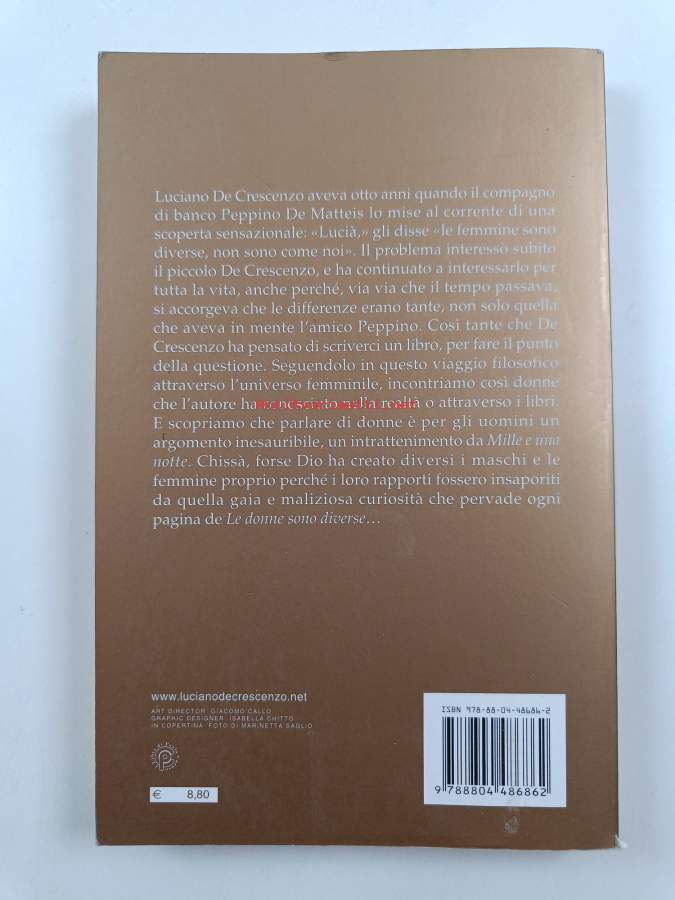 Luciano De Crescenzo aveva otto anni quando il compagno
di banco Peppino De Matteis lo mise al corrente di una
scoperta sensazionale: «Lucià,» gli disse «le femmine sono
diverse, non sono come noi». Il problema interessò subito
il piccolo De Crescenzo, e ha continuato a interessarlo per
tutta la vita, anche perché, via via che il tempo passava,
si accorgeva che le differenze erano tante, non solo quella
che aveva in mente l'amico Peppino. Così tante che De
Crescenzo ha pensato di scriverci un libro, per fare il punto
della questione. Seguendolo in questo viaggio filosofico
attraverso l'universo femminile, incontriamo così donne
che l'autore ha conosciuto nella realtà o attraverso i libri.
E scopriamo che parlare di donne è per gli uomini un
argomento inesauribile, un intrattenimento da Mille e una
notte. Chissà, forse Dio ha creato diversi i maschi e le
femmine proprio perché i loro rapporti fossero insaporiti
da quella gaia e maliziosa curiosità che pervade ogni
pagina de Le donne sono diverse...
www.lucianodecrescenzo.net
ART DIRECTOR: GIACOMO CALLO
GRAPHIC DESIGNER: ISABELLA CHITTO
IN COPERTINA: FOTO DI MARINETTA SAGLIO
€ 8,80
ISBN 978-88-04-48686-2
9 788804 486862